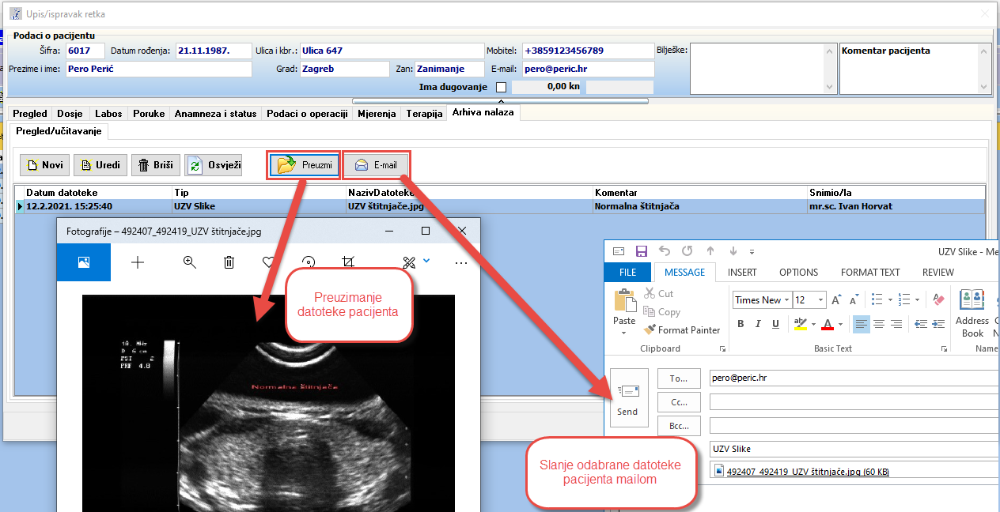 Upis/ispravak retka
Podaci o pacijentu
Šifra: 6017 Datum rođenja: 21.11.1987. Ulica i kbr.: Ulica 647 Mobitel: +3859123456789 Bilješke: Komentar pacijenta
Prezime i ime: Pero Perić Grad: Zagreb Zan: Zanimanje E-mail: pero@peric.hr
Ima dugovanje 0,00 kn
Pregled Dosje Labos Poruke Anamneza i status Podaci o operaciji Mjerenja Terapija Arhiva nalaza
Pregled/učitavanje
Novi Uredi Briši Osvježi Preuzmi E-mail
Datum datoteke Tip NazivDatoteke Komentar Snimio/la
12.2.2021. 15:25:40 UZV Slike UZV štitnjače.jpg Normalna štitnjača mr.sc. Ivan Horvat
Fotografije – 492407_492419_UZV štitnjače.jpg
Preuzimanje
datoteke pacijenta
10. MHz
D 6 cm
PRF 4.0
Normalna štitnjača
UZV Slike - Me
FILE MESSAGE INSERT OPTIONS FORMAT TEXT REVIEW
Paste
Cut
Copy
Format Painter
Clipboard
Times New 12
B I U
Basic Text
Address
Book
Name
Send
To... pero@peric.hr
Cc...
Bcc...
UZV Slike
492407_492419_UZV štitnjače.jpg (60 KB)
Slanje odabrane datoteke
pacijenta mailom